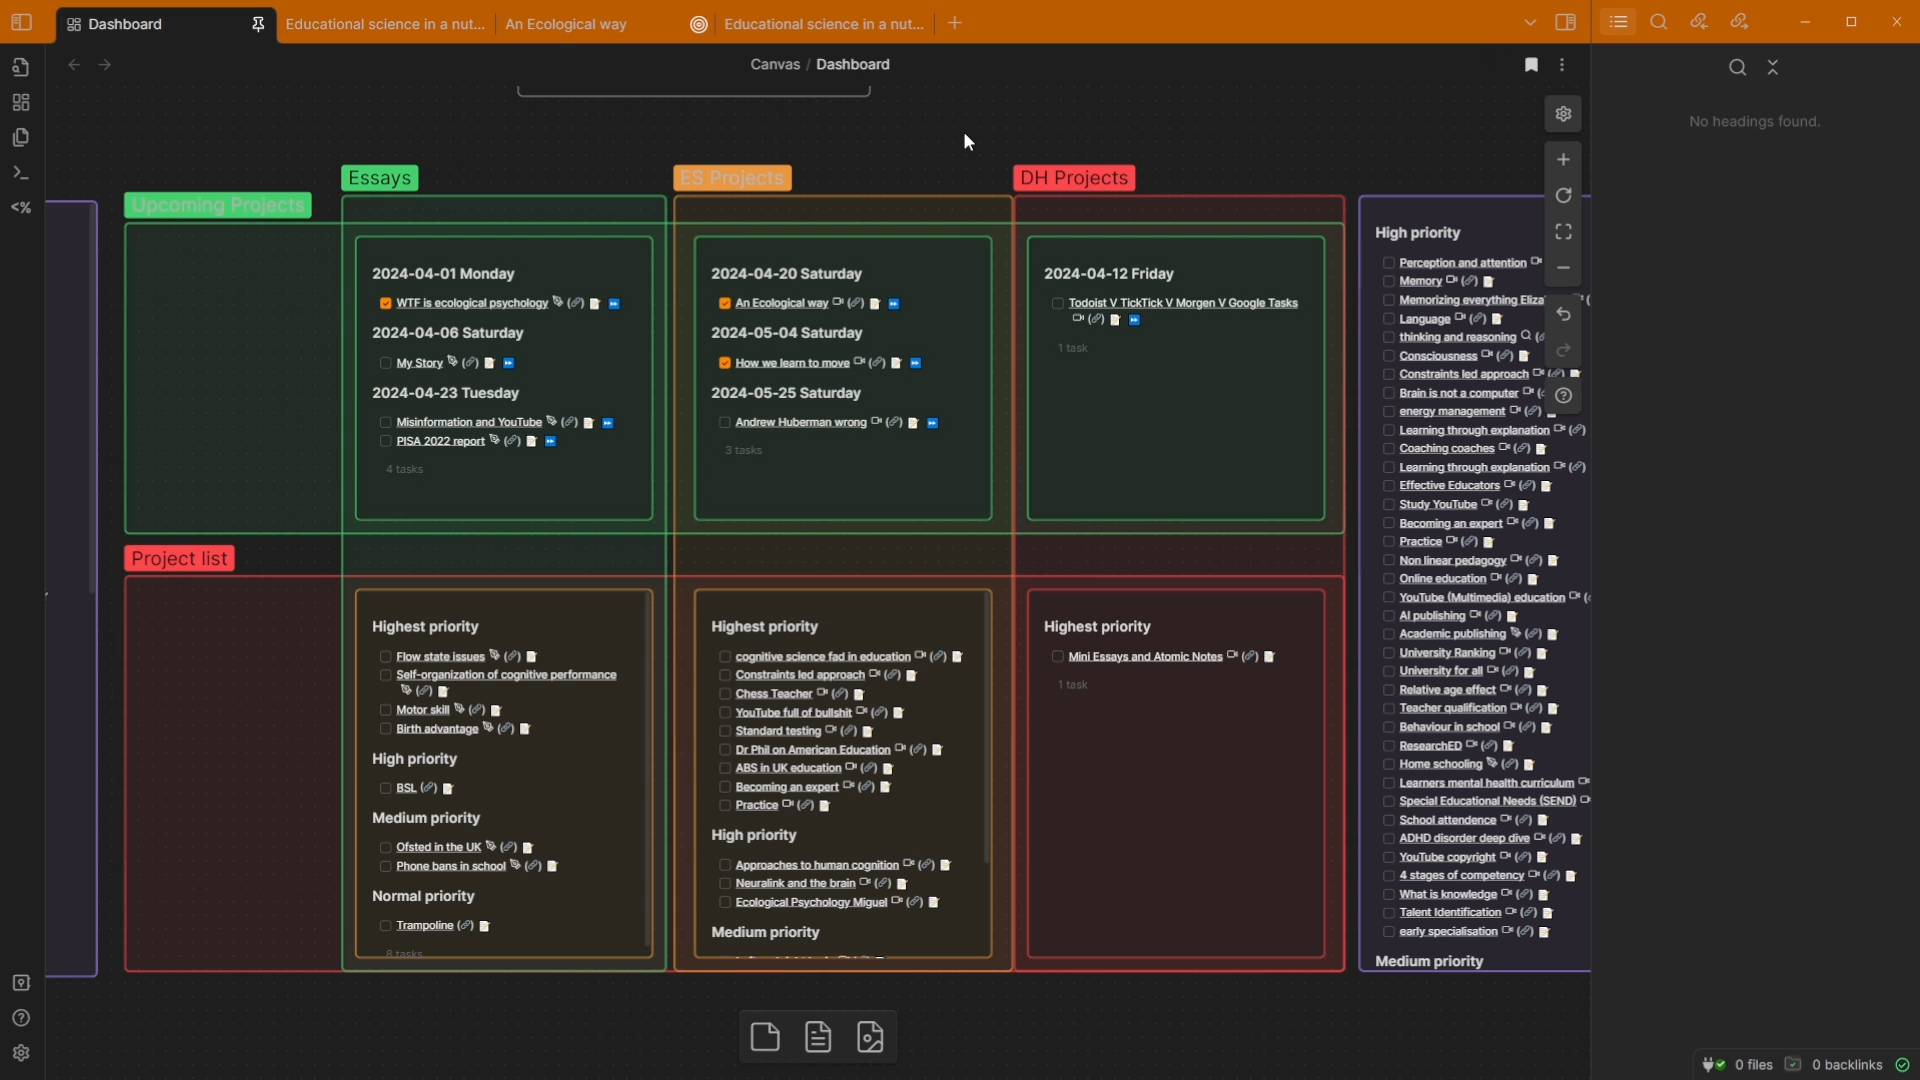 Dashboard
Educational science in a nut...
An Ecological way
Educational science in a nut...
Canvas / Dashboard
No headings found.
Essays
ES Projects
DH Projects
Upcoming Projects
2024-04-01 Monday
WTF is ecological psychology
2024-04-06 Saturday
My Story
2024-04-23 Tuesday
Misinformation and YouTube
PISA 2022 report
4 tasks
2024-04-20 Saturday
An Ecological way
2024-05-04 Saturday
How we learn to move
2024-05-25 Saturday
Andrew Huberman wrong
3 tasks
2024-04-12 Friday
Todoist V TickTick V Morgen V Google Tasks
1 task
Project list
Highest priority
Flow state issues
Self-organization of cognitive performance
Motor skill
Birth advantage
High priority
BSL
Medium priority
Ofsted in the UK
Phone bans in school
Normal priority
Trampoline
8 tasks
Highest priority
cognitive science fad in education
Constraints led approach
Chess Teacher
YouTube full of bullshit
Standard testing
Dr Phil on American Education
ABS in UK education
Becoming an expert
Practice
High priority
Approaches to human cognition
Neuralink and the brain
Ecological Psychology Miguel
Medium priority
Highest priority
Mini Essays and Atomic Notes
1 task
High priority
Perception and attention
Memory
Memorizing everything Eliza
Language
thinking and reasoning
Consciousness
Constraints led approach
Brain is not a computer
energy management
Learning through explanation
Coaching coaches
Learning through explanation
Effective Educators
Study YouTube
Becoming an expert
Practice
Non linear pedagogy
Online education
YouTube (Multimedia) education
AI publishing
Academic publishing
University Ranking
University for all
Relative age effect
Teacher qualification
Behaviour in school
ResearchED
Home schooling
Learners mental health curriculum
Special Educational Needs (SEND)
School attendence
ADHD disorder deep dive
YouTube copyright
4 stages of competency
What is knowledge
Talent Identification
early specialisation
Medium priority
0 files
0 backlinks